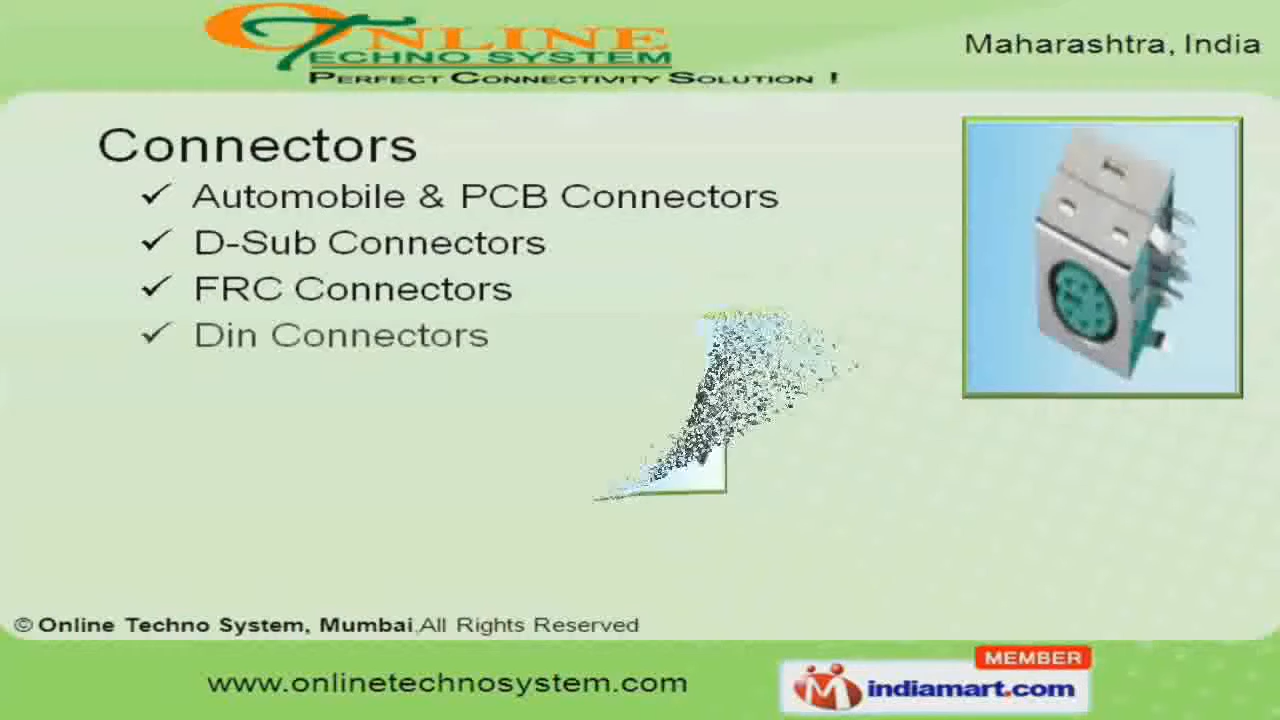 ONLINE
TECHNO SYSTEM
PERFECT CONNECTIVITY SOLUTION !
Maharashtra, India
Connectors
✓ Automobile & PCB Connectors
✓ D-Sub Connectors
✓ FRC Connectors
✓ Din Connectors
© Online Techno System, Mumbai,All Rights Reserved
www.onlinetechnosystem.com
MEMBER
indiamart.com